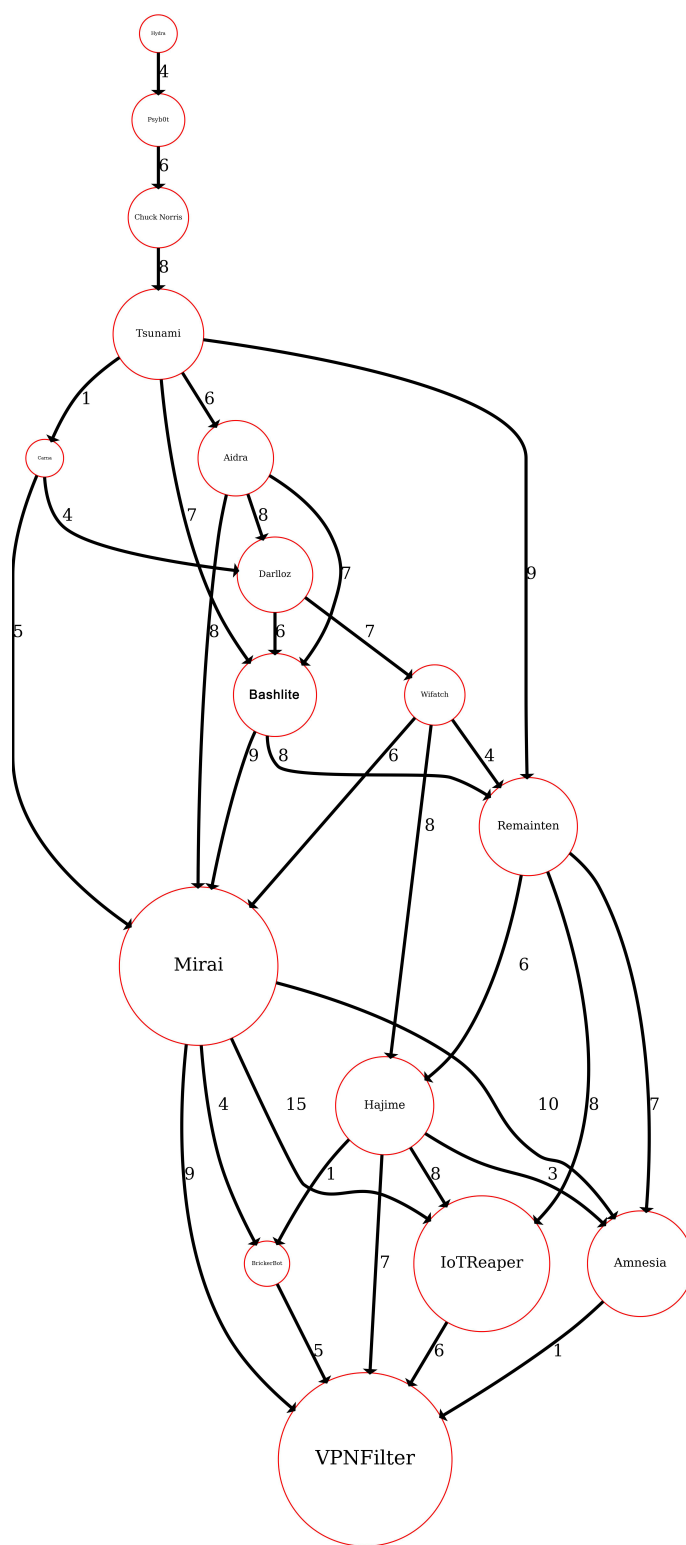 Hydra
4
Psyb0t
6
Chuck Norris
8
Tsunami
1
6
Carna
Aidra
4
7
8
Darlloz
7
9
5
8
6
7
Bashlite
Wifatch
9
8
6
4
8
Remainten
Mirai
6
4
15
Hajime
10
8
7
9
1
8
3
BrickerBot
7
IoTReaper
Amnesia
5
6
1
VPNFilter